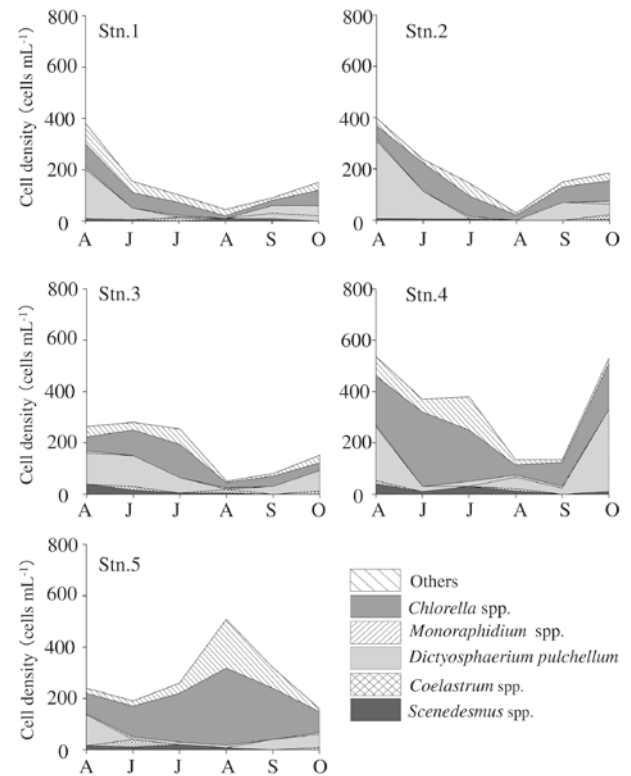 Stn.1
Cell density (cells mL⁻¹)
800
600
400
200
0
A J J A S O
Stn.2
800
600
400
200
0
A J J A S O
Stn.3
Cell density (cells mL⁻¹)
800
600
400
200
0
A J J A S O
Stn.4
800
600
400
200
0
A J J A S O
Stn.5
Cell density (cells mL⁻¹)
800
600
400
200
0
A J J A S O
Others
Chlorella spp.
Monoraphidium spp.
Dictyosphaerium pulchellum
Coelastrum spp.
Scenedesmus spp.